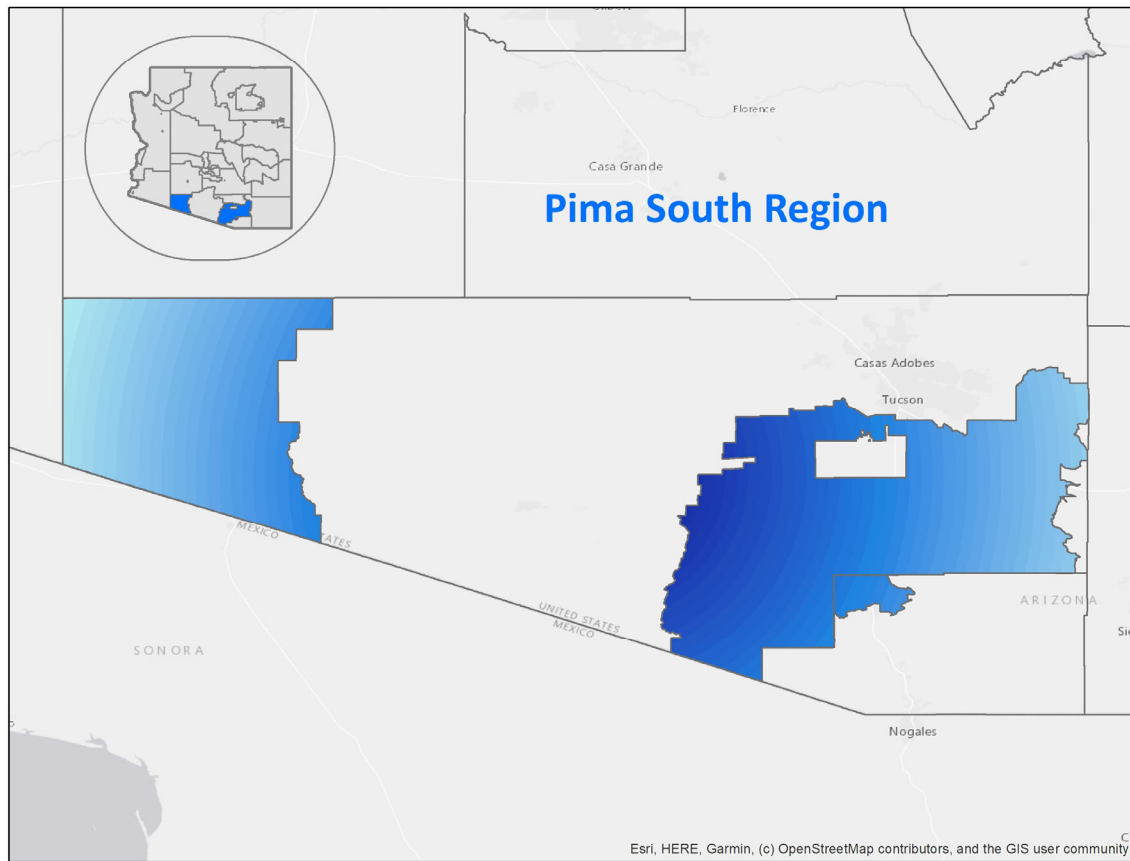 Florence
Casa Grande
Pima South Region
Casas Adobes
Tucson
MEXICO
TATES
UNITED STATES
MEXICO
ARIZONA
SONORA
Nogales
Esri, HERE, Garmin, (c) OpenStreetMap contributors, and the GIS user community